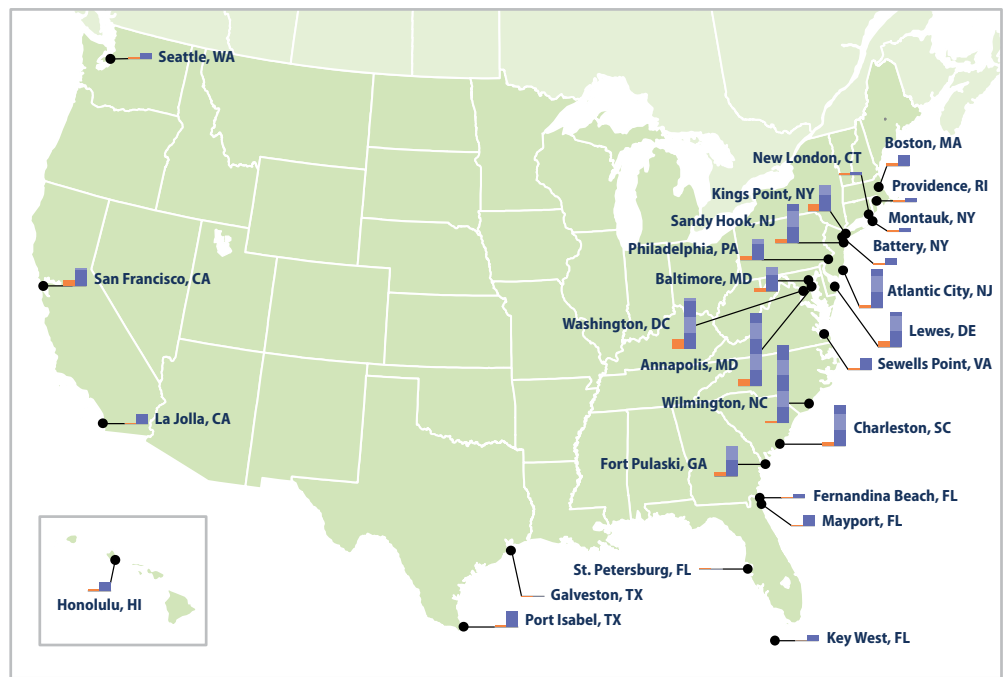 Seattle, WA
Boston, MA
New London, CT
Providence, RI
Kings Point, NY
Montauk, NY
Sandy Hook, NJ
Battery, NY
Philadelphia, PA
San Francisco, CA
Baltimore, MD
Atlantic City, NJ
Washington, DC
Lewes, DE
Annapolis, MD
Sewells Point, VA
Wilmington, NC
La Jolla, CA
Charleston, SC
Fort Pulaski, GA
Fernandina Beach, FL
Mayport, FL
St. Petersburg, FL
Galveston, TX
Honolulu, HI
Port Isabel, TX
Key West, FL